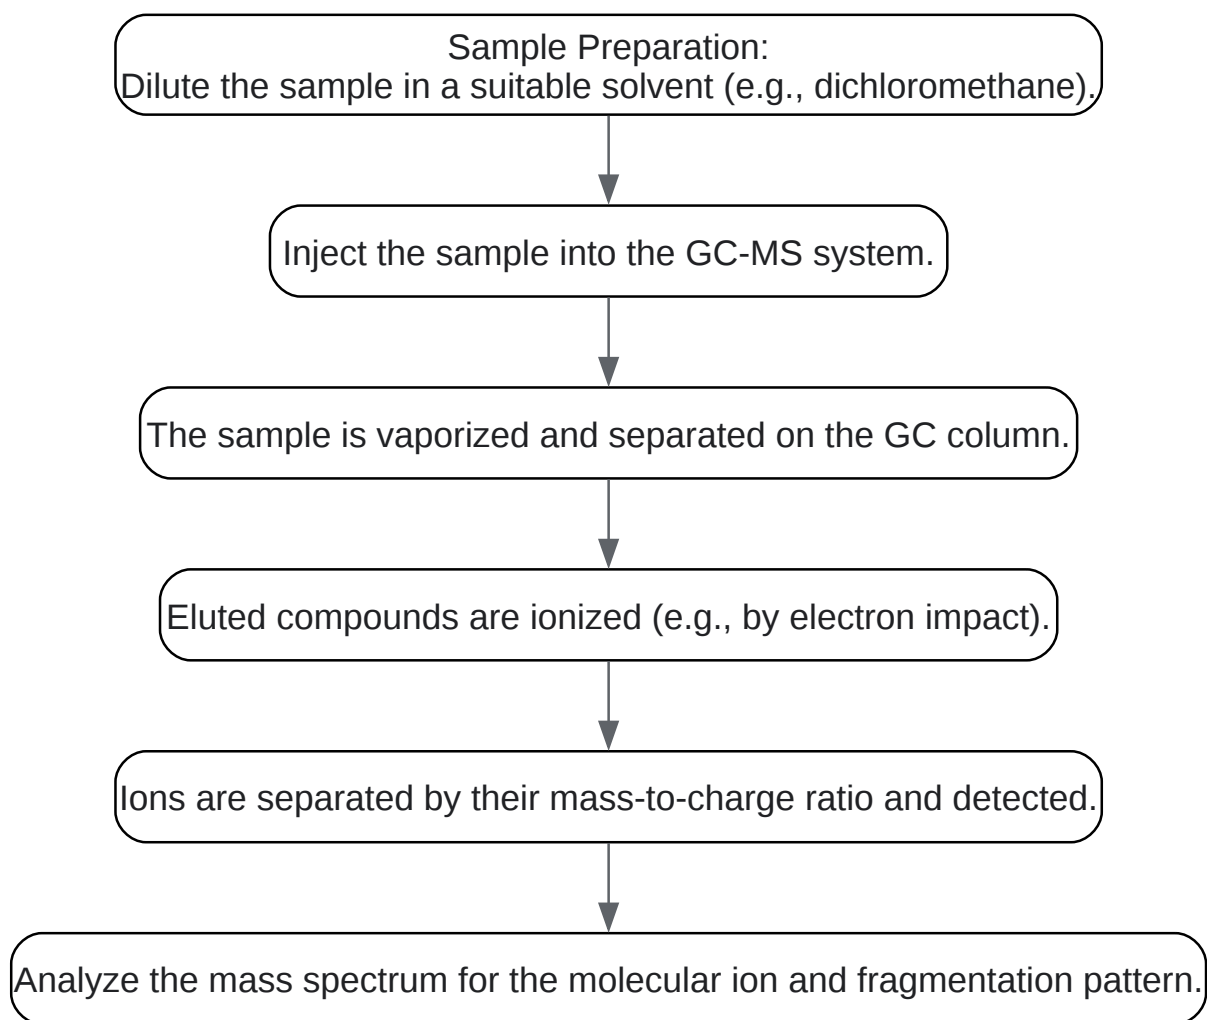 Sample Preparation:
Dilute the sample in a suitable solvent (e.g., dichloromethane).
Inject the sample into the GC-MS system.
The sample is vaporized and separated on the GC column.
Eluted compounds are ionized (e.g., by electron impact).
Ions are separated by their mass-to-charge ratio and detected.
Analyze the mass spectrum for the molecular ion and fragmentation pattern.